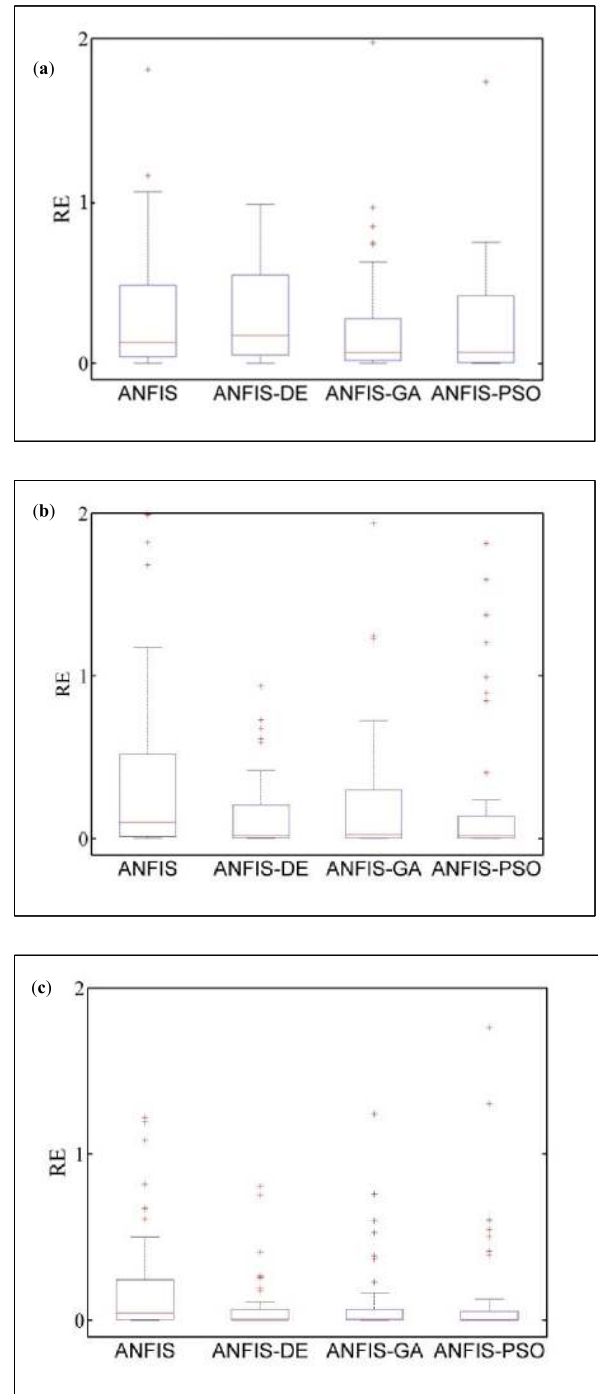 (a)
2
1
RE
0
ANFIS ANFIS-DE ANFIS-GA ANFIS-PSO
(b)
2
1
RE
0
ANFIS ANFIS-DE ANFIS-GA ANFIS-PSO
(c)
2
1
RE
0
ANFIS ANFIS-DE ANFIS-GA ANFIS-PSO